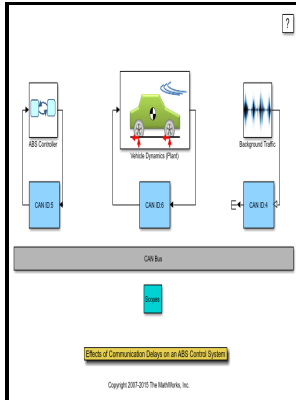 ?
ABS Controller
Vehicle Dynamics (Plant)
Background Traffic
CAN ID:5
CAN ID:6
CAN ID:4
CAN Bus
Scopes
Effects of Communication Delays on an ABS Control System
Copyright 2007-2015 The MathWorks, Inc.